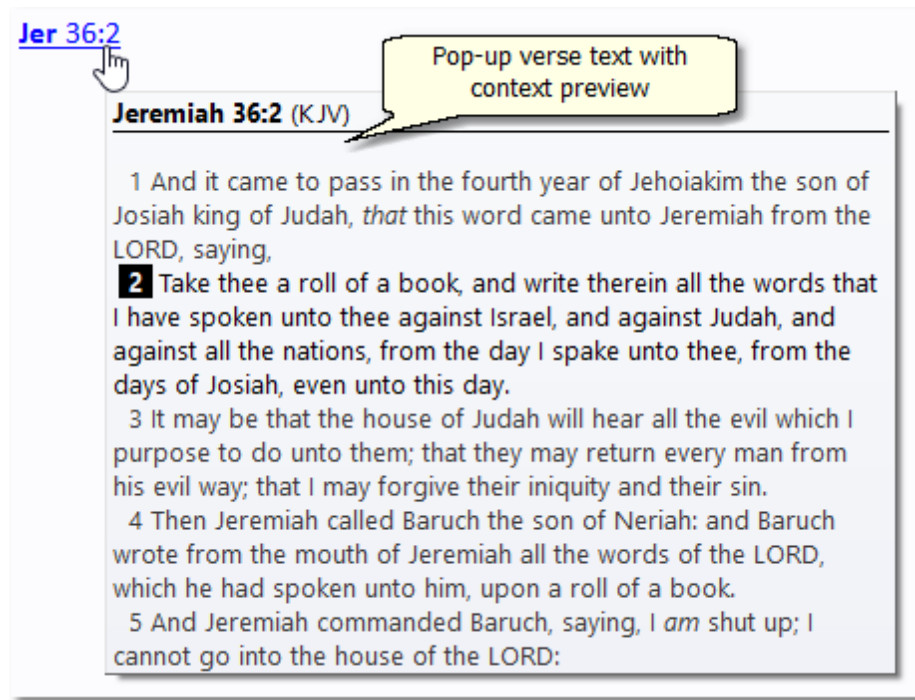 Jer 36:2
Pop-up verse text with
context preview
Jeremiah 36:2 (KJV)
1 And it came to pass in the fourth year of Jehoiakim the son of
Josiah king of Judah, that this word came unto Jeremiah from the
LORD, saying,
2 Take thee a roll of a book, and write therein all the words that
I have spoken unto thee against Israel, and against Judah, and
against all the nations, from the day I spake unto thee, from the
days of Josiah, even unto this day.
3 It may be that the house of Judah will hear all the evil which I
purpose to do unto them; that they may return every man from
his evil way; that I may forgive their iniquity and their sin.
4 Then Jeremiah called Baruch the son of Neriah: and Baruch
wrote from the mouth of Jeremiah all the words of the LORD,
which he had spoken unto him, upon a roll of a book.
5 And Jeremiah commanded Baruch, saying, I am shut up; I
cannot go into the house of the LORD: